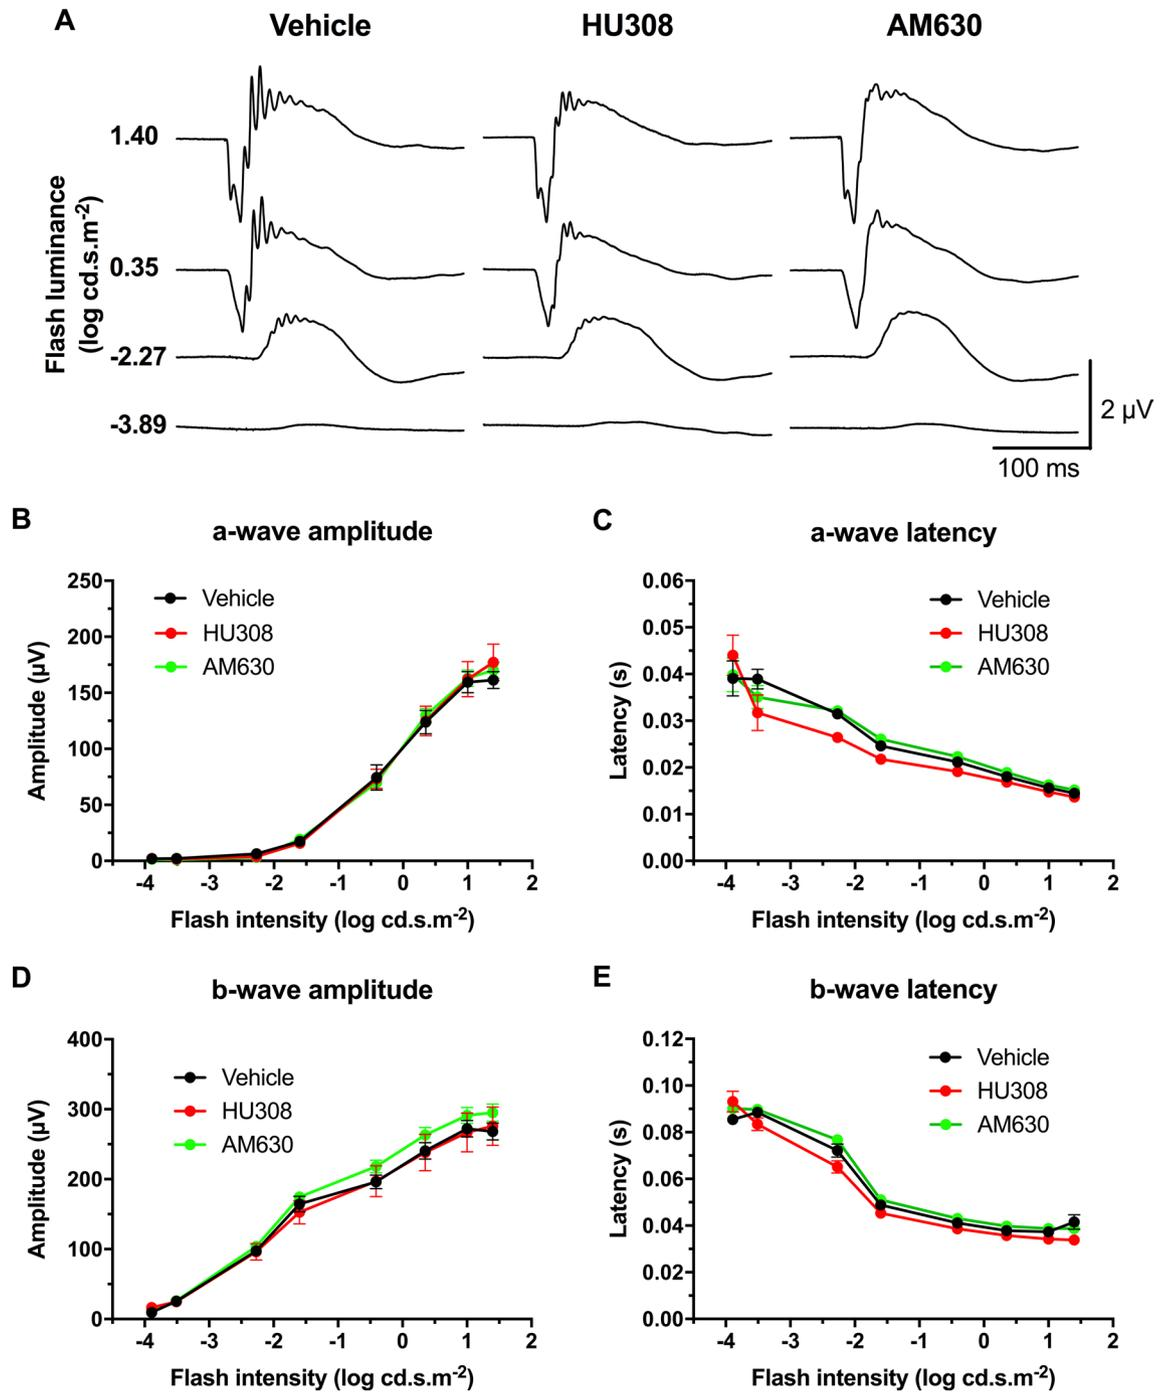 A
Vehicle HU308 AM630
Flash luminance
(log cd.s.m-2)
1.40
0.35
-2.27
-3.89
2 µV
100 ms
B
a-wave amplitude
Amplitude (µV)
250
200
150
100
50
0
-4 -3 -2 -1 0 1 2
Flash intensity (log cd.s.m-2)
Vehicle
HU308
AM630
C
a-wave latency
Latency (s)
0.06
0.05
0.04
0.03
0.02
0.01
0.00
-4 -3 -2 -1 0 1 2
Flash intensity (log cd.s.m-2)
Vehicle
HU308
AM630
D
b-wave amplitude
Amplitude (µV)
400
300
200
100
0
-4 -3 -2 -1 0 1 2
Flash intensity (log cd.s.m-2)
Vehicle
HU308
AM630
E
b-wave latency
Latency (s)
0.12
0.10
0.08
0.06
0.04
0.02
0.00
-4 -3 -2 -1 0 1 2
Flash intensity (log cd.s.m-2)
Vehicle
HU308
AM630